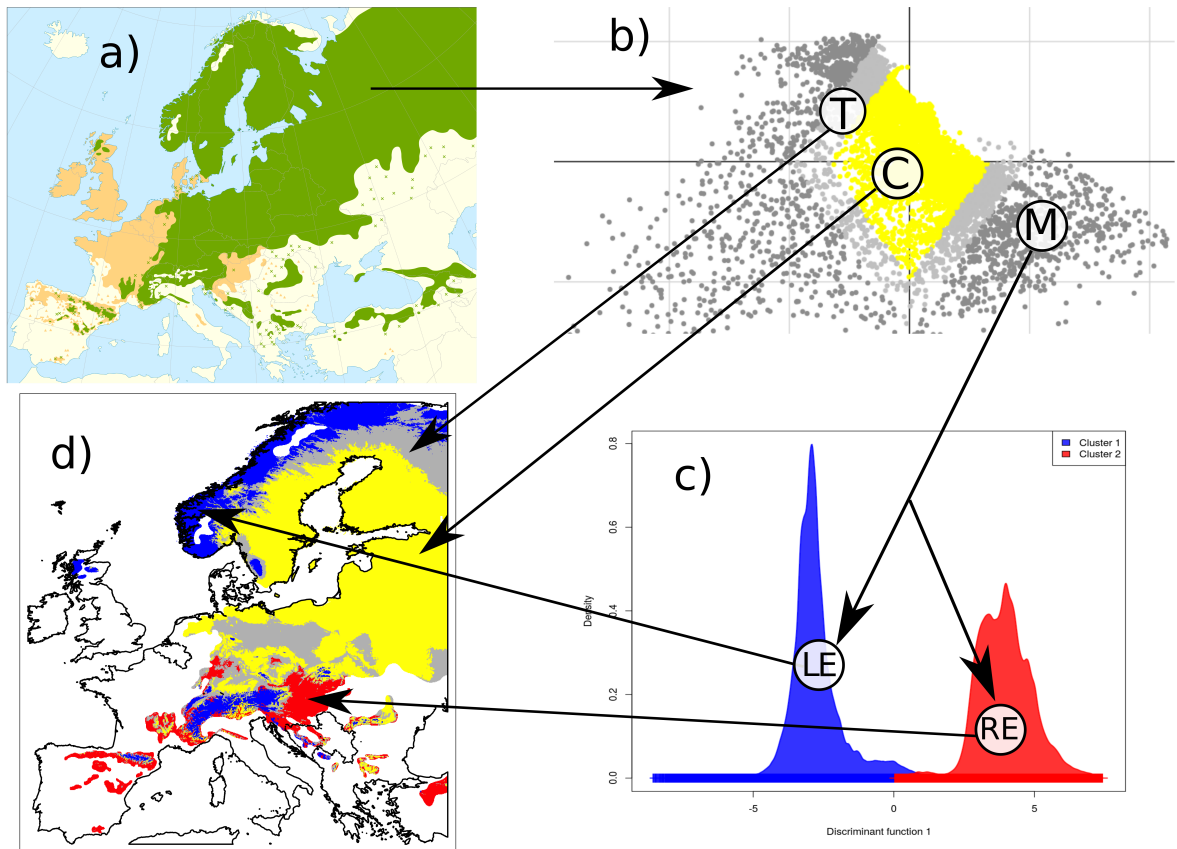 a)
b)
T
C
M
d)
c)
Cluster 1
Cluster 2
0.8
0.6
0.4
0.2
0.0
Density
LE
RE
-5
0
5
Discriminant function 1